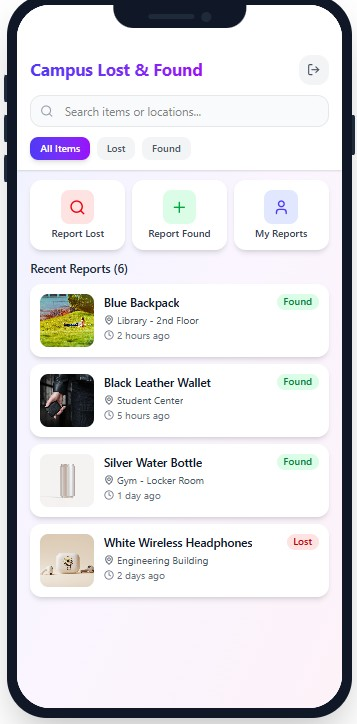 Campus Lost & Found
Search items or locations...
All Items Lost Found
Report Lost Report Found My Reports
Recent Reports (6)
Blue Backpack Found
Library - 2nd Floor
2 hours ago
Black Leather Wallet Found
Student Center
5 hours ago
Silver Water Bottle Found
Gym - Locker Room
1 day ago
White Wireless Headphones Lost
Engineering Building
2 days ago